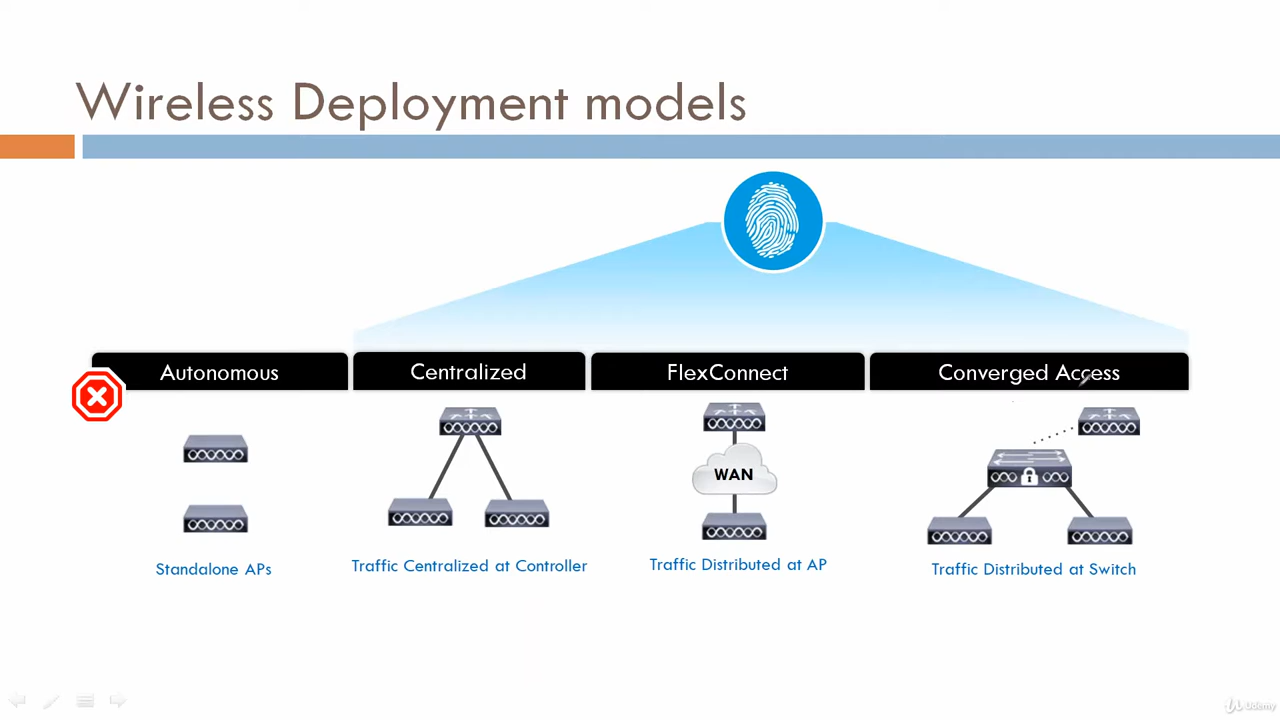 Wireless Deployment models
Autonomous
Centralized
FlexConnect
Converged Access
WAN
Standalone APs
Traffic Centralized at Controller
Traffic Distributed at AP
Traffic Distributed at Switch
Udemy